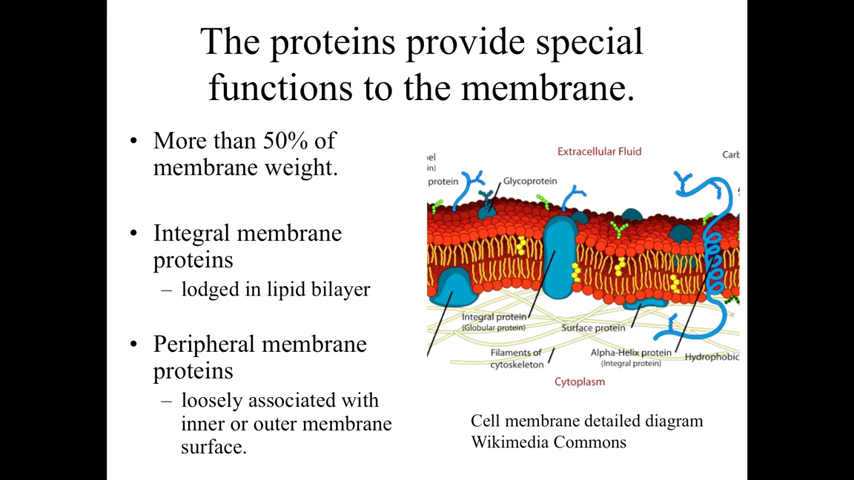 The proteins provide special
functions to the membrane.
• More than 50% of
membrane weight.
• Integral membrane
proteins
– lodged in lipid bilayer
• Peripheral membrane
proteins
– loosely associated with
inner or outer membrane
surface.
Extracellular Fluid
Carb
nel
in)
protein
Glycoprotein
Integral protein
(Globular protein)
Surface protein
Filaments of
cytoskeleton
Alpha-Helix protein
(Integral protein)
Hydrophobic
Cytoplasm
Cell membrane detailed diagram
Wikimedia Commons